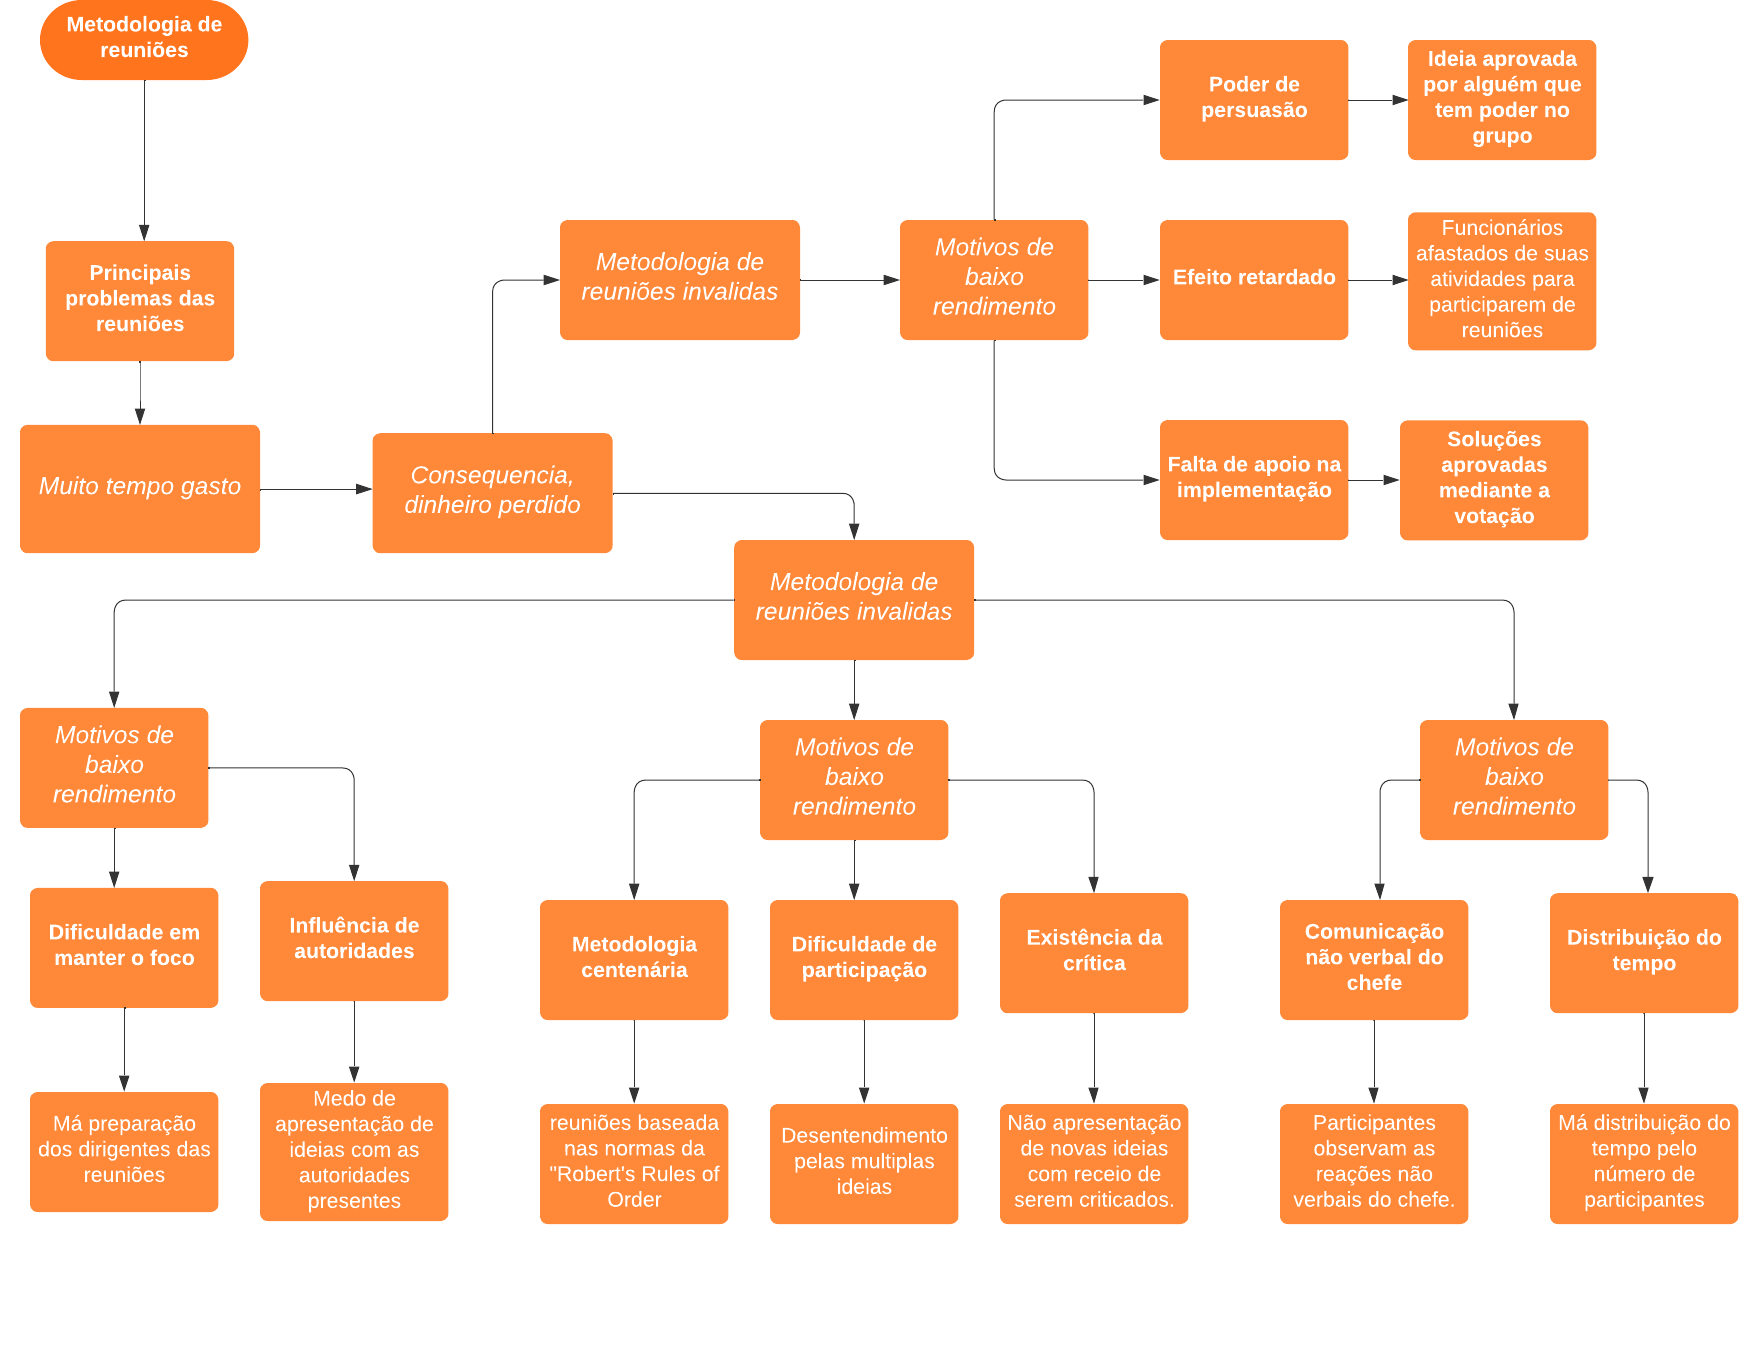 Metodologia de
reuniões
Principais
problemas das
reuniões
Muito tempo gasto
Consequencia,
dinheiro perdido
Metodologia de
reuniões invalidas
Motivos de
baixo
rendimento
Poder de
persuasão
Ideia aprovada
por alguém que
tem poder no
grupo
Efeito retardado
Funcionários
afastados de suas
atividades para
participarem de
reuniões
Falta de apoio na
implementação
Soluções
aprovadas
mediante a
votação
Metodologia de
reuniões invalidas
Motivos de
baixo
rendimento
Dificuldade em
manter o foco
Má preparação
dos dirigentes das
reuniões
Influência de
autoridades
Medo de
apresentação de
ideias com as
autoridades
presentes
Motivos de
baixo
rendimento
Metodologia
centenária
reuniões baseada
nas normas da
"Robert's Rules of
Order
Dificuldade de
participação
Desentendimento
pelas multiplas
ideias
Existência da
crítica
Não apresentação
de novas ideias
com receio de
serem criticados.
Motivos de
baixo
rendimento
Comunicação
não verbal do
chefe
Participantes
observam as
reações não
verbais do chefe.
Distribuição do
tempo
Má distribuição do
tempo pelo
número de
participantes